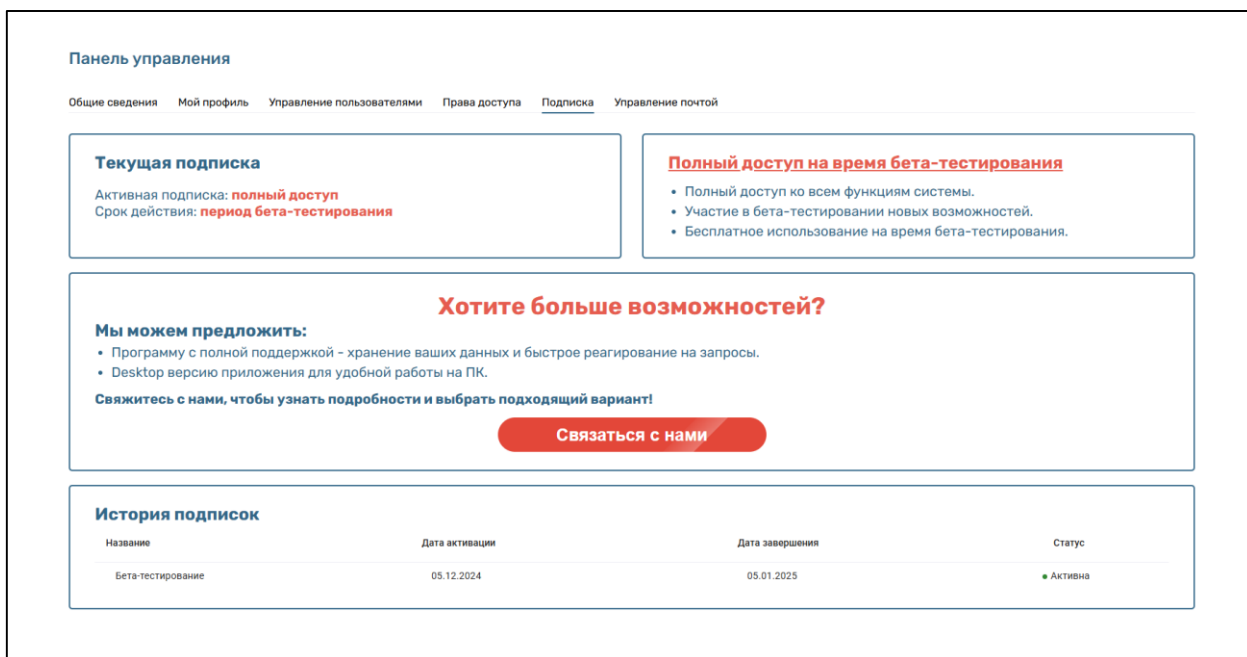 Панель управления
Общие сведения Мой профиль Управление пользователями Права доступа Подписка Управление почтой
Текущая подписка
Активная подписка: полный доступ
Срок действия: период бета-тестирования
Полный доступ на время бета-тестирования
• Полный доступ ко всем функциям системы.
• Участие в бета-тестировании новых возможностей.
• Бесплатное использование на время бета-тестирования.
Хотите больше возможностей?
Мы можем предложить:
• Программу с полной поддержкой - хранение ваших данных и быстрое реагирование на запросы.
• Desktop версию приложения для удобной работы на ПК.
Свяжитесь с нами, чтобы узнать подробности и выбрать подходящий вариант!
Связаться с нами
История подписок
Название Дата активации Дата завершения Статус
Бета-тестирование 05.12.2024 05.01.2025 • Активна